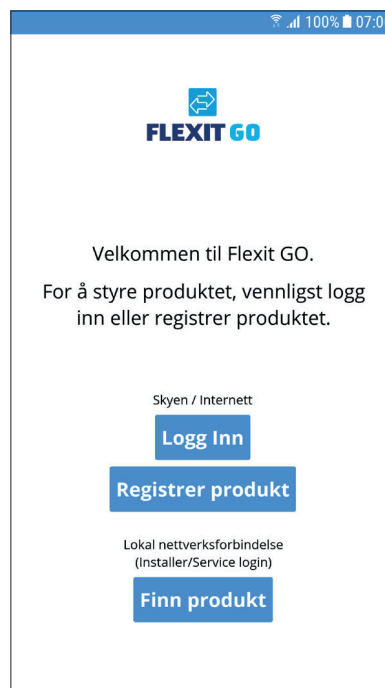 100% 07:0
FLEXIT GO
Velkommen til Flexit GO.
For å styre produktet, vennligst logg
inn eller registrer produktet.
Skyen / Internett
Logg Inn
Registrer produkt
Lokal nettverksforbindelse
(Installer/Service login)
Finn produkt